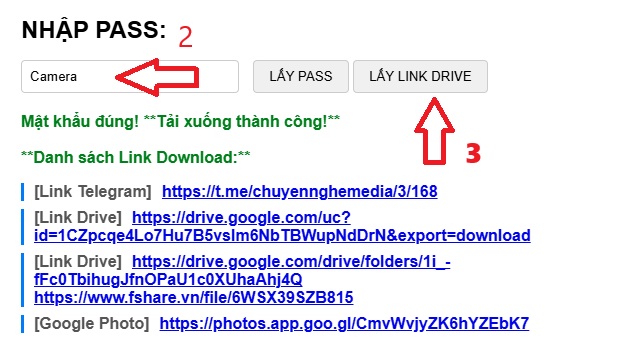 NHẬP PASS: 2
Camera LẤY PASS LẤY LINK DRIVE
Mật khẩu đúng! **Tải xuống thành công!** 3
**Danh sách Link Download:**
[Link Telegram] https://t.me/chuyennghemedia/3/168
[Link Drive] https://drive.google.com/uc?
id=1CZpcqe4Lo7Hu7B5vslm6NbTBWupNdDrN&export=download
[Link Drive] https://drive.google.com/drive/folders/1i_-
fFc0TbihugJfnOPaU1c0XUhaAhj4Q
https://www.fshare.vn/file/6WSX39SZB815
[Google Photo] https://photos.app.goo.gl/CmvWvjyZK6hYZEbK7